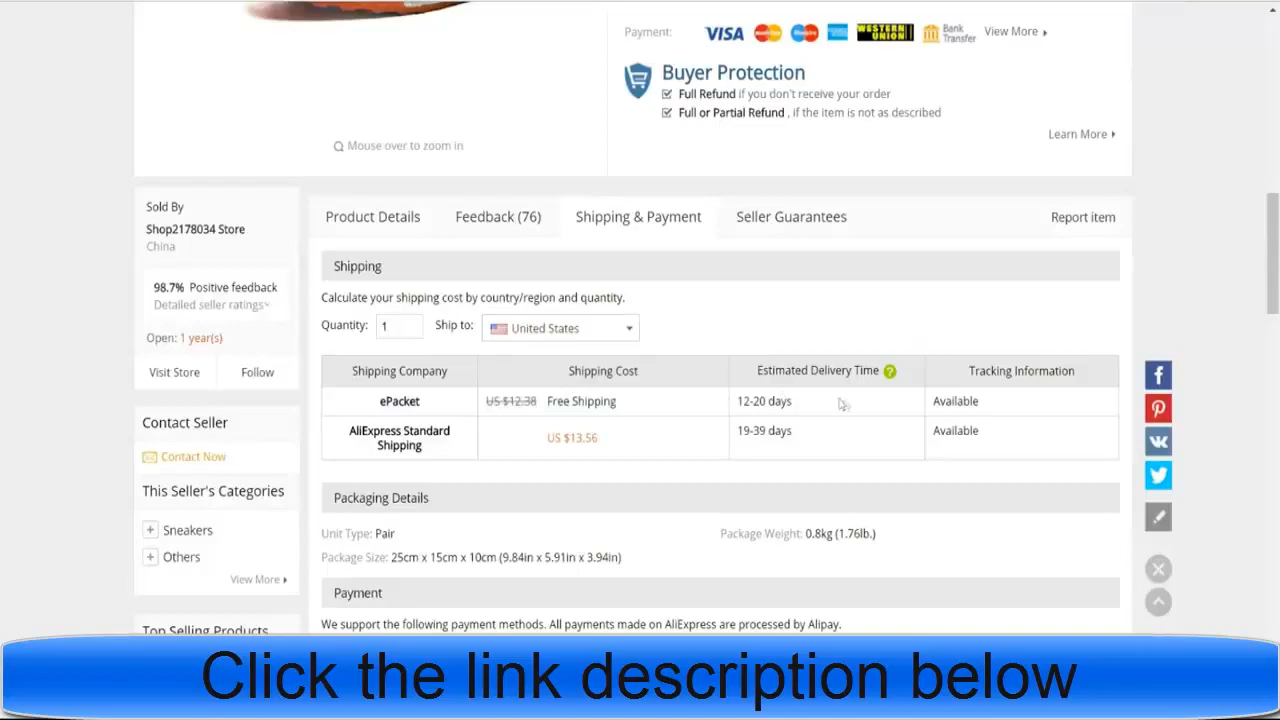 Payment: VISA WESTERN UNION Bank Transfer View More
Buyer Protection
Full Refund if you don't receive your order
Full or Partial Refund , if the item is not as described
Learn More
Mouse over to zoom in
Sold By
Shop2178034 Store
China
98.7% Positive feedback
Detailed seller ratings
Open: 1 year(s)
Visit Store Follow
Contact Seller
Contact Now
This Seller's Categories
+ Sneakers
+ Others
View More
Top Selling Products
Product Details Feedback (76) Shipping & Payment Seller Guarantees Report item
Shipping
Calculate your shipping cost by country/region and quantity.
Quantity: 1 Ship to: United States
Shipping Company Shipping Cost Estimated Delivery Time ? Tracking Information
ePacket US $12.38 Free Shipping 12-20 days Available
AliExpress Standard Shipping US $13.56 19-39 days Available
Packaging Details
Unit Type: Pair Package Weight: 0.8kg (1.76lb.)
Package Size: 25cm x 15cm x 10cm (9.84in x 5.91in x 3.94in)
Payment
We support the following payment methods. All payments made on AliExpress are processed by Alipay.
Click the link description below